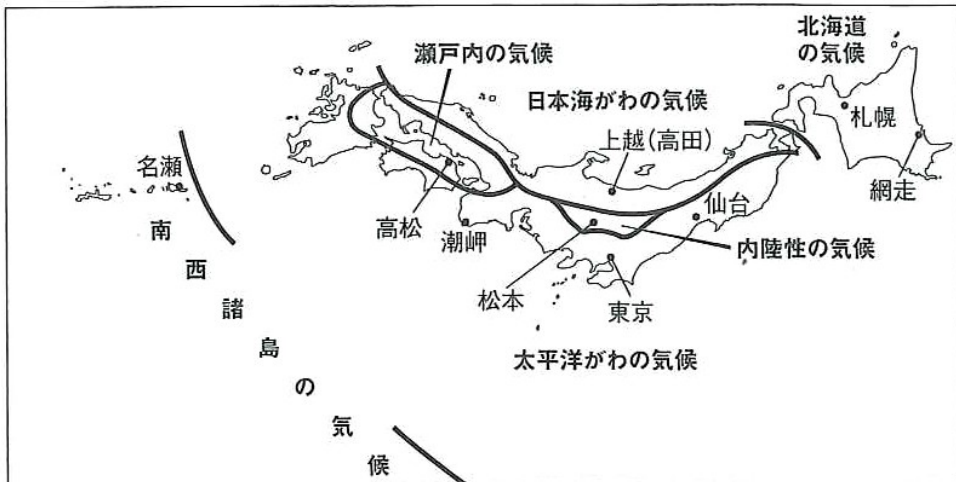 北海道
の気候
瀬戸内の気候
日本海がわの気候
札幌
上越(高田)
名瀬
網走
仙台
高松
潮岬
内陸性の気候
松本
東京
太平洋がわの気候
南西諸島の気候